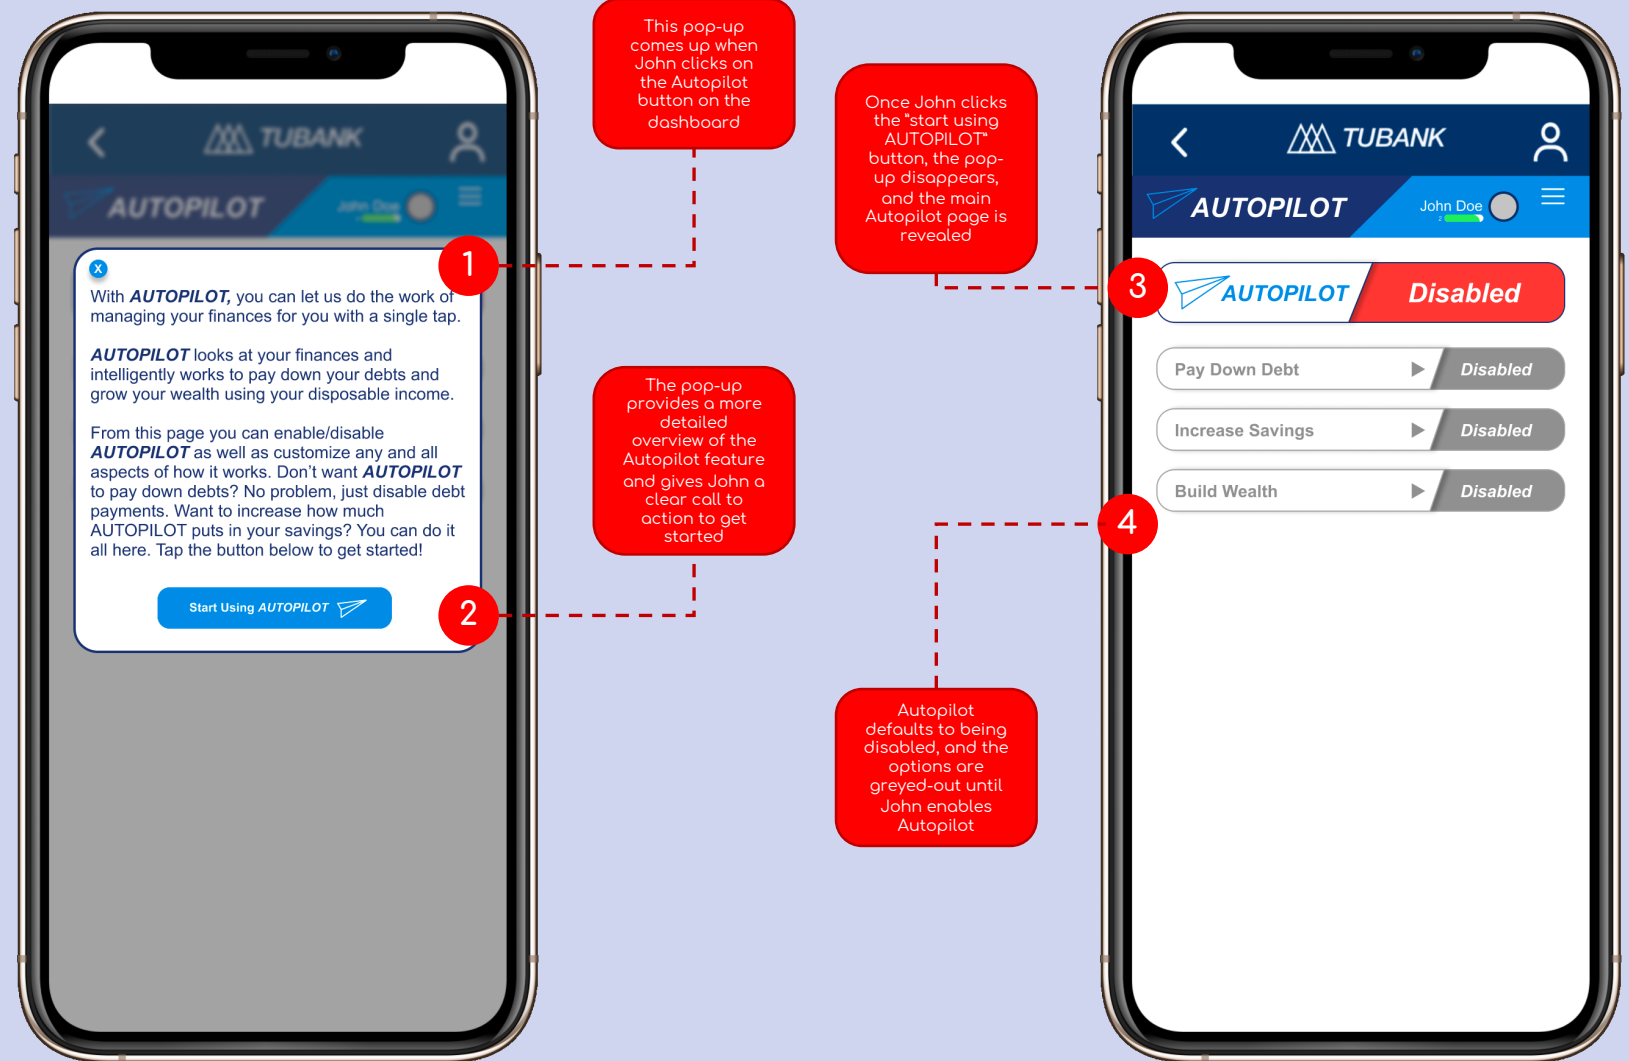 TUBANK
AUTOPILOT
John Doe
X
With AUTOPILOT, you can let us do the work of
managing your finances for you with a single tap.
AUTOPILOT looks at your finances and
intelligently works to pay down your debts and
grow your wealth using your disposable income.
From this page you can enable/disable
AUTOPILOT as well as customize any and all
aspects of how it works. Don't want AUTOPILOT
to pay down debts? No problem, just disable debt
payments. Want to increase how much
AUTOPILOT puts in your savings? You can do it
all here. Tap the button below to get started!
Start Using AUTOPILOT
1
2
This pop-up
comes up when
John clicks on
the Autopilot
button on the
dashboard
The pop-up
provides a more
detailed
overview of the
Autopilot feature
and gives John a
clear call to
action to get
started
Once John clicks
the "start using
AUTOPILOT"
button, the pop-
up disappears,
and the main
Autopilot page is
revealed
Autopilot
defaults to being
disabled, and the
options are
greyed-out until
John enables
Autopilot
3
4
TUBANK
AUTOPILOT
John Doe
2
AUTOPILOT Disabled
Pay Down Debt Disabled
Increase Savings Disabled
Build Wealth Disabled